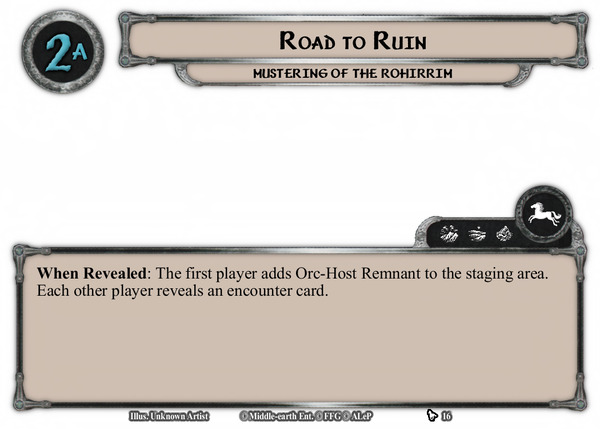 2A
Road to Ruin
Mustering of the Rohirrim
When Revealed: The first player adds Orc-Host Remnant to the staging area.
Each other player reveals an encounter card.
Illus. Unknown Artist
© Middle-earth Ent. © FFG © ALeP
16